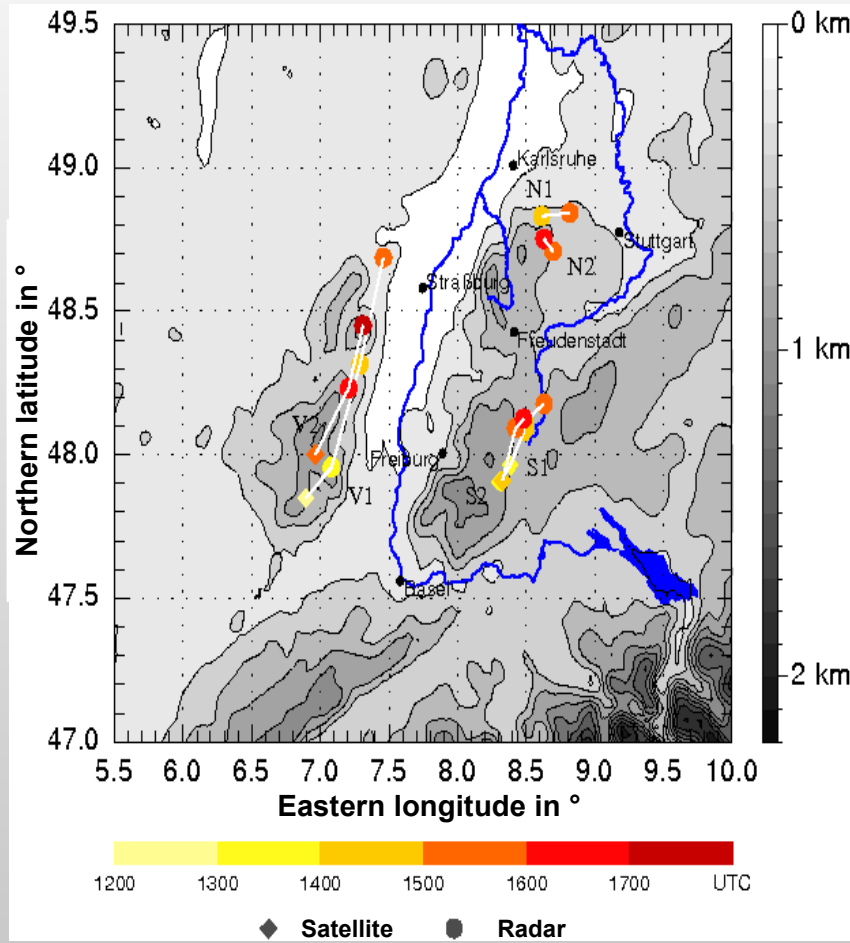 49.5
49.0
48.5
48.0
47.5
47.0
Northern latitude in °
Karlsruhe
N1
Stuttgart
N2
Straßburg
Freudenstadt
V2
Freiburg
S1
V1
S2
Basel
5.5 6.0 6.5 7.0 7.5 8.0 8.5 9.0 9.5 10.0
Eastern longitude in °
0 km
1 km
2 km
1200 1300 1400 1500 1600 1700 UTC
Satellite Radar